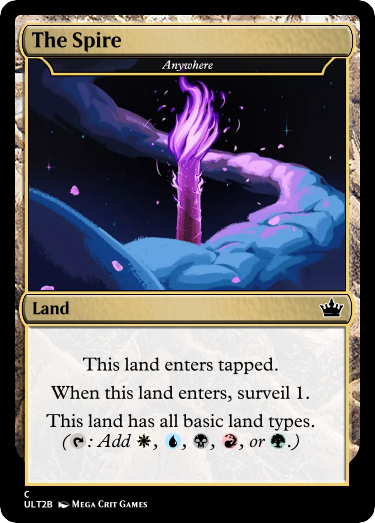 The Spire
Anywhere
Land
This land enters tapped.
When this land enters, surveil 1.
This land has all basic land types.
(: Add , , , , or .)
C
ULT2B Mega Crit Games